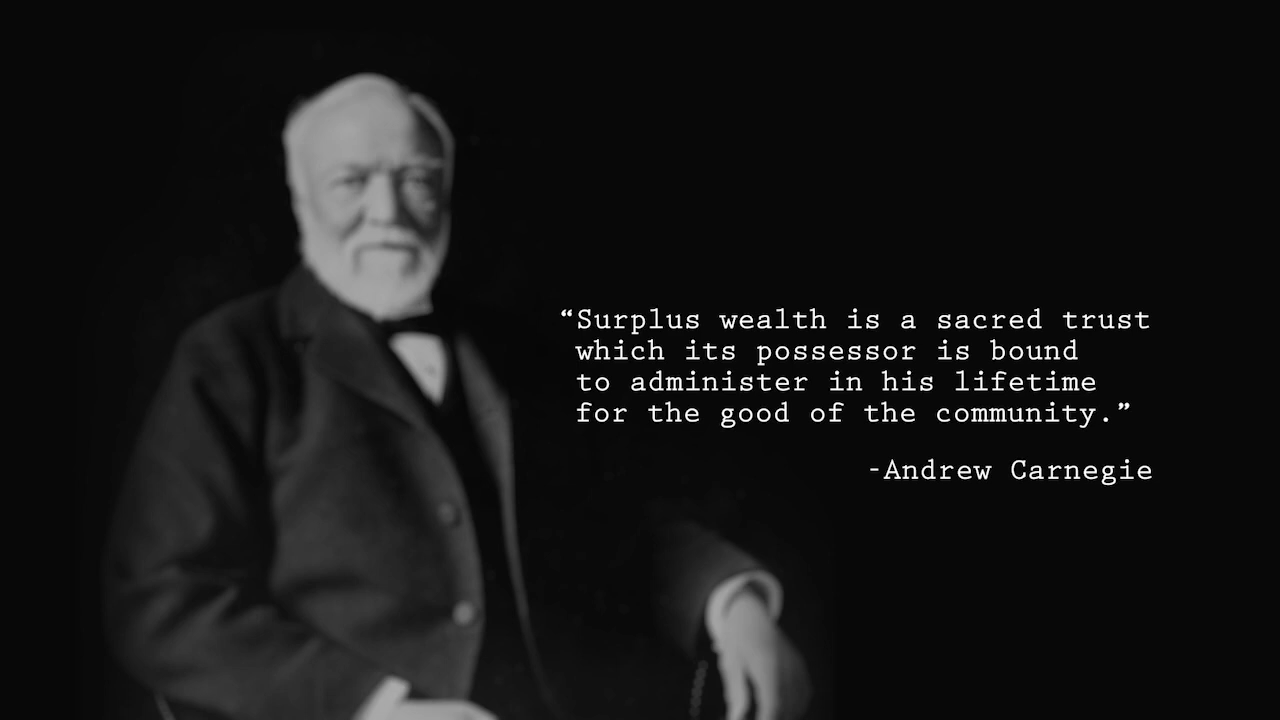 “Surplus wealth is a sacred trust
which its possessor is bound
to administer in his lifetime
for the good of the community.”
-Andrew Carnegie